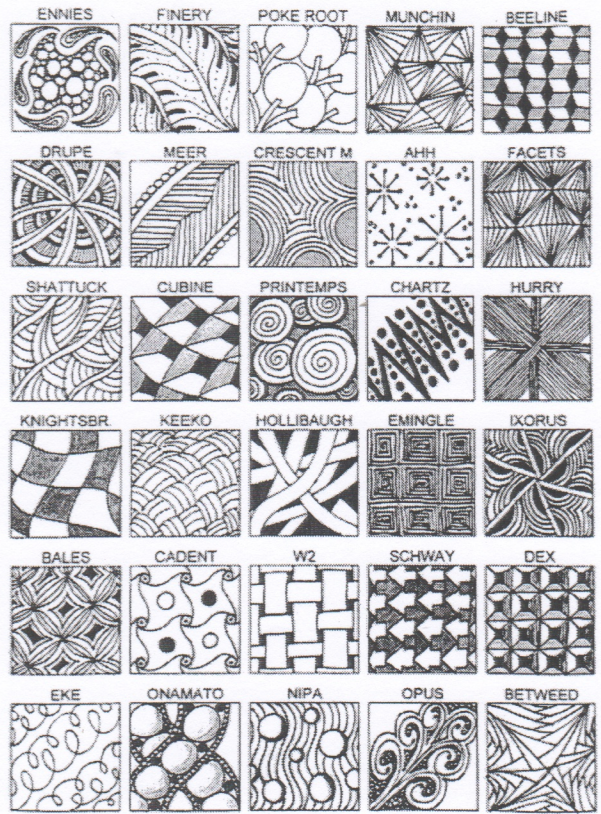 ENNIES FINERY POKE ROOT MUNCHIN BEELINE
DRUPE MEER CRESCENT M AHH FACETS
SHATTUCK CUBINE PRINTEMPS CHARTZ HURRY
KNIGHTSBR. KEEKO HOLLIBAUGH EMINGLE IXORUS
BALES CADENT W2 SCHWAY DEX
EKE ONAMATO NIPA OPUS BETWEED